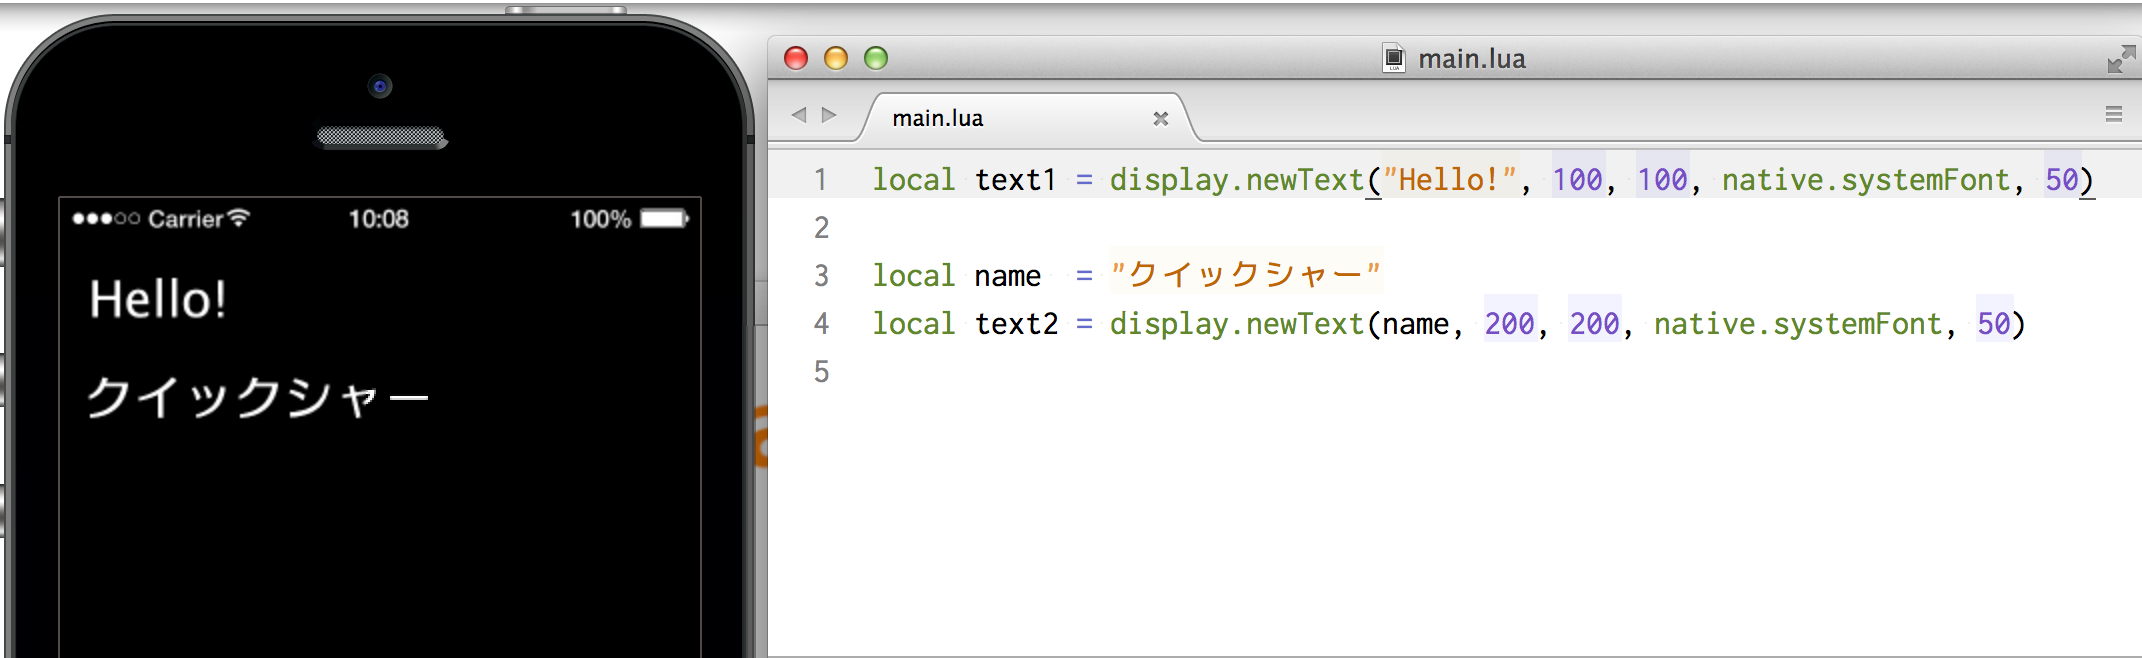 Carrier 10:08 100%
Hello!
クイックシャー
main.lua
main.lua
1 local text1 = display.newText("Hello!", 100, 100, native.systemFont, 50)
2
3 local name  = "クイックシャー"
4 local text2 = display.newText(name, 200, 200, native.systemFont, 50)
5